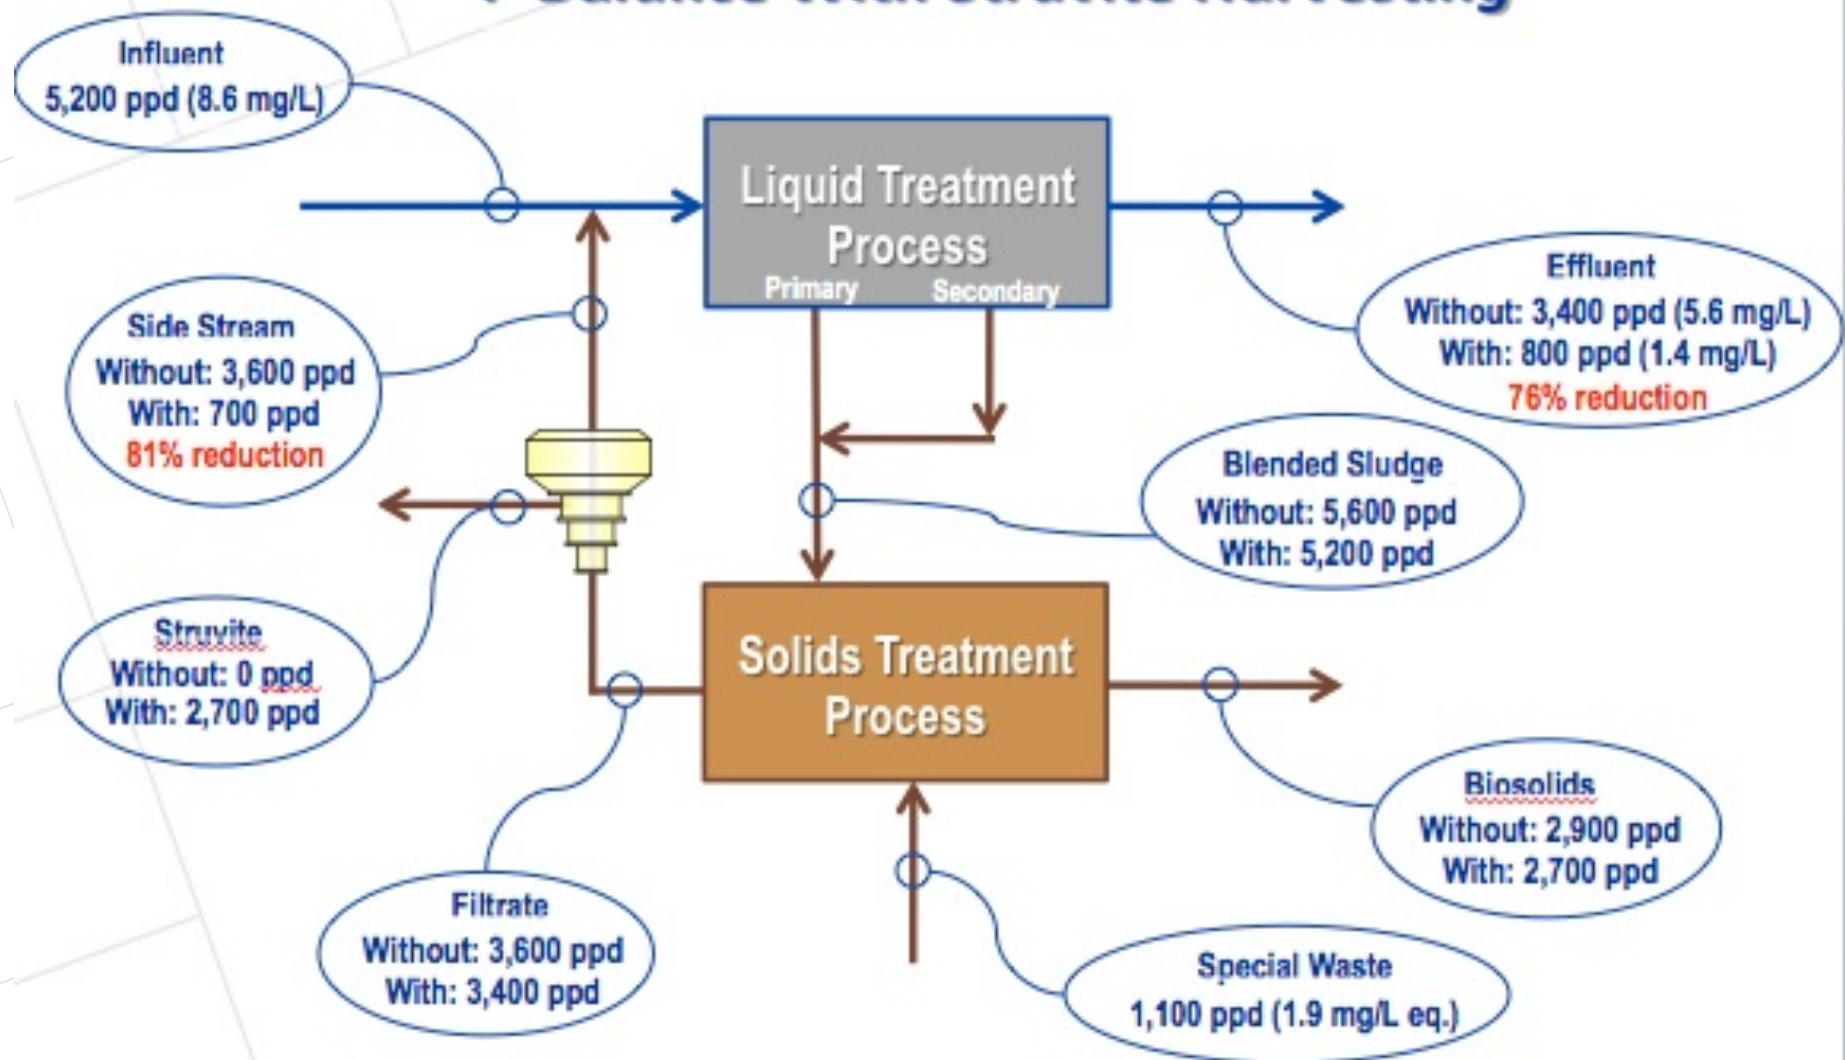 Balance With Struvite Harvesting
Influent
5,200 ppd (8.6 mg/L)
Liquid Treatment
Process
Primary
Secondary
Effluent
Without: 3,400 ppd (5.6 mg/L)
With: 800 ppd (1.4 mg/L)
76% reduction
Side Stream
Without: 3,600 ppd
With: 700 ppd
81% reduction
Blended Sludge
Without: 5,600 ppd
With: 5,200 ppd
Struvite
Without: 0 ppd
With: 2,700 ppd
Solids Treatment
Process
Biosolids
Without: 2,900 ppd
With: 2,700 ppd
Filtrate
Without: 3,600 ppd
With: 3,400 ppd
Special Waste
1,100 ppd (1.9 mg/L eq.)